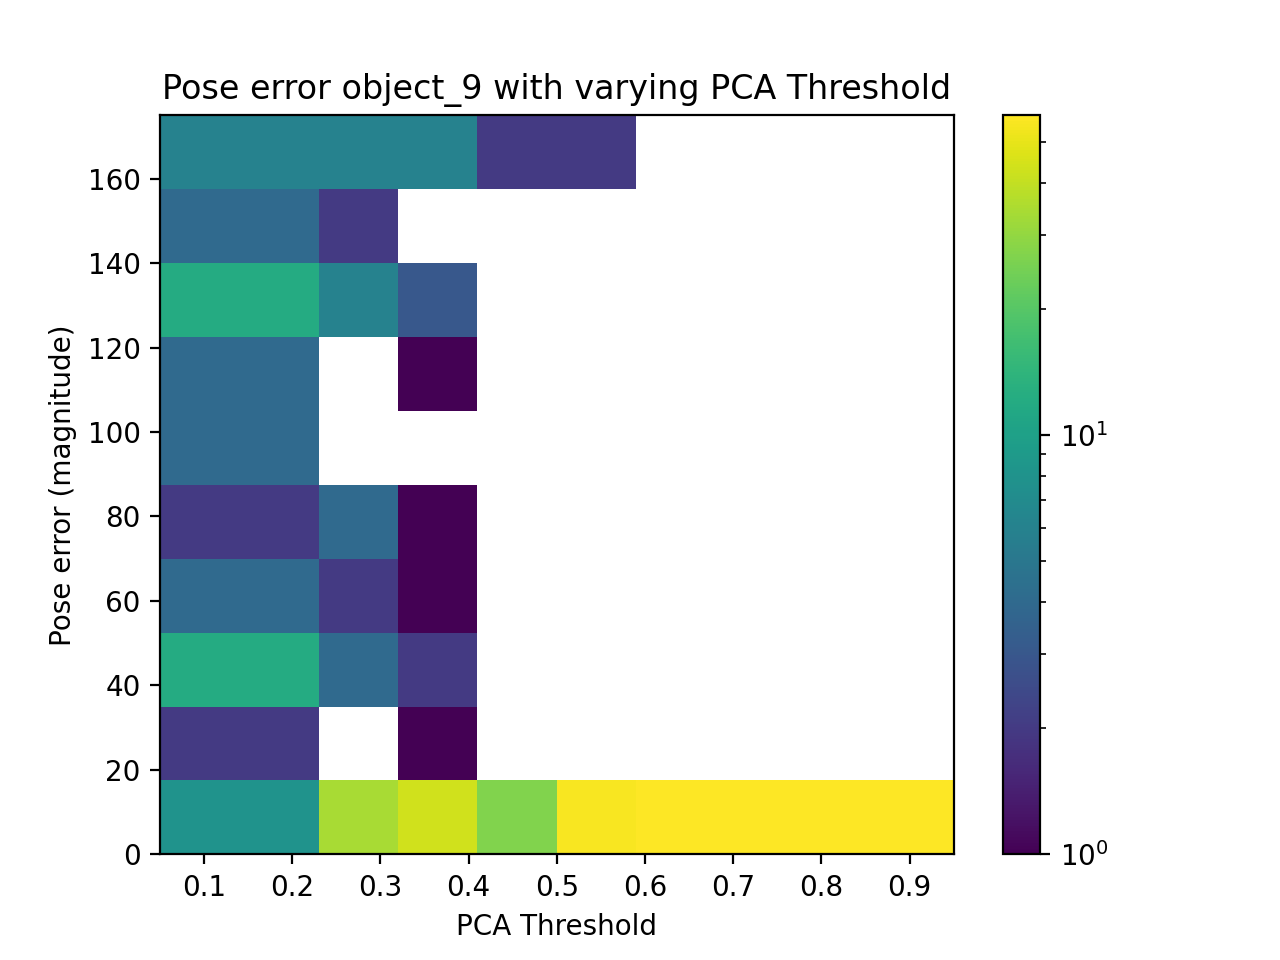 Pose error object_9 with varying PCA Threshold
Pose error (magnitude)
160
140
120
100
80
60
40
20
0
0.1 0.2 0.3 0.4 0.5 0.6 0.7 0.8 0.9
PCA Threshold
10¹
10⁰